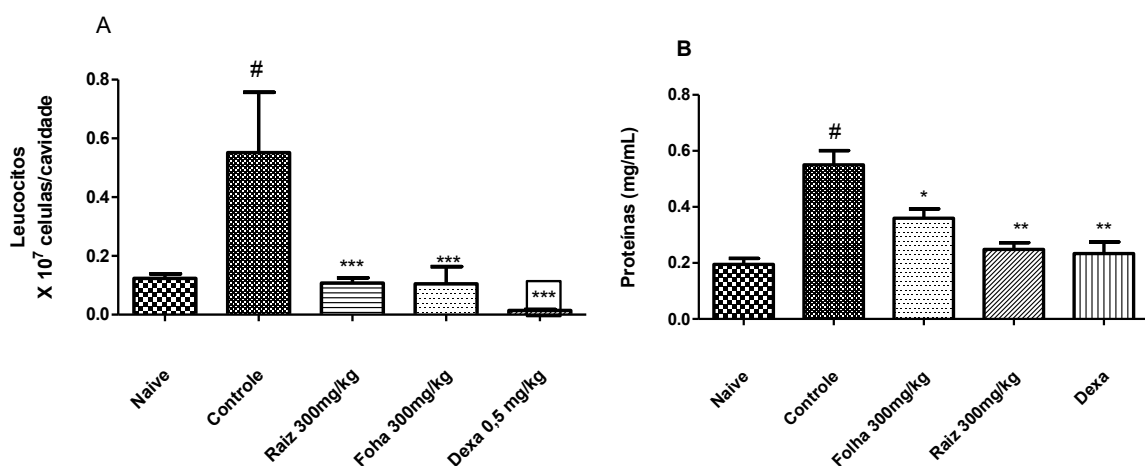 A
#
0.8
0.6
0.4
0.2
0.0
Leucocitos
X 10⁷ celulas/cavidade
***
***
***
Naive
Controle
Raiz 300mg/kg
Foha 300mg/kg
Dexa 0,5 mg/kg
B
#
0.8
0.6
0.4
0.2
0.0
Proteínas (mg/mL)
*
**
**
Naive
Controle
Folha 300mg/kg
Raiz 300mg/kg
Dexa